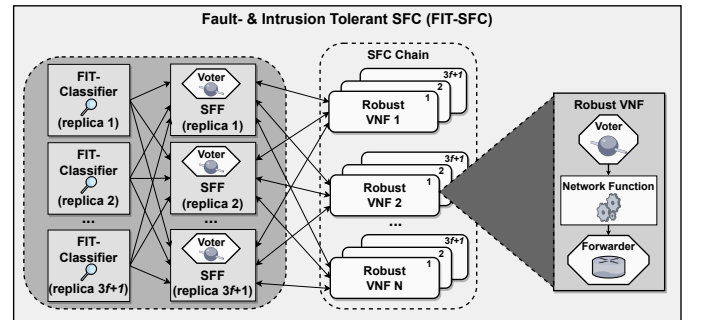 Fault- & Intrusion Tolerant SFC (FIT-SFC)
FIT-
Classifier
(replica 1)
FIT-
Classifier
(replica 2)
...
FIT-
Classifier
(replica 3f+1)
Voter
SFF
(replica 1)
Voter
SFF
(replica 2)
...
Voter
SFF
(replica 3f+1)
SFC Chain
3f+1
2
1
Robust
VNF 1
3f+1
2
1
Robust
VNF 2
...
3f+1
2
1
Robust
VNF N
Robust VNF
Voter
Network Function
Forwarder